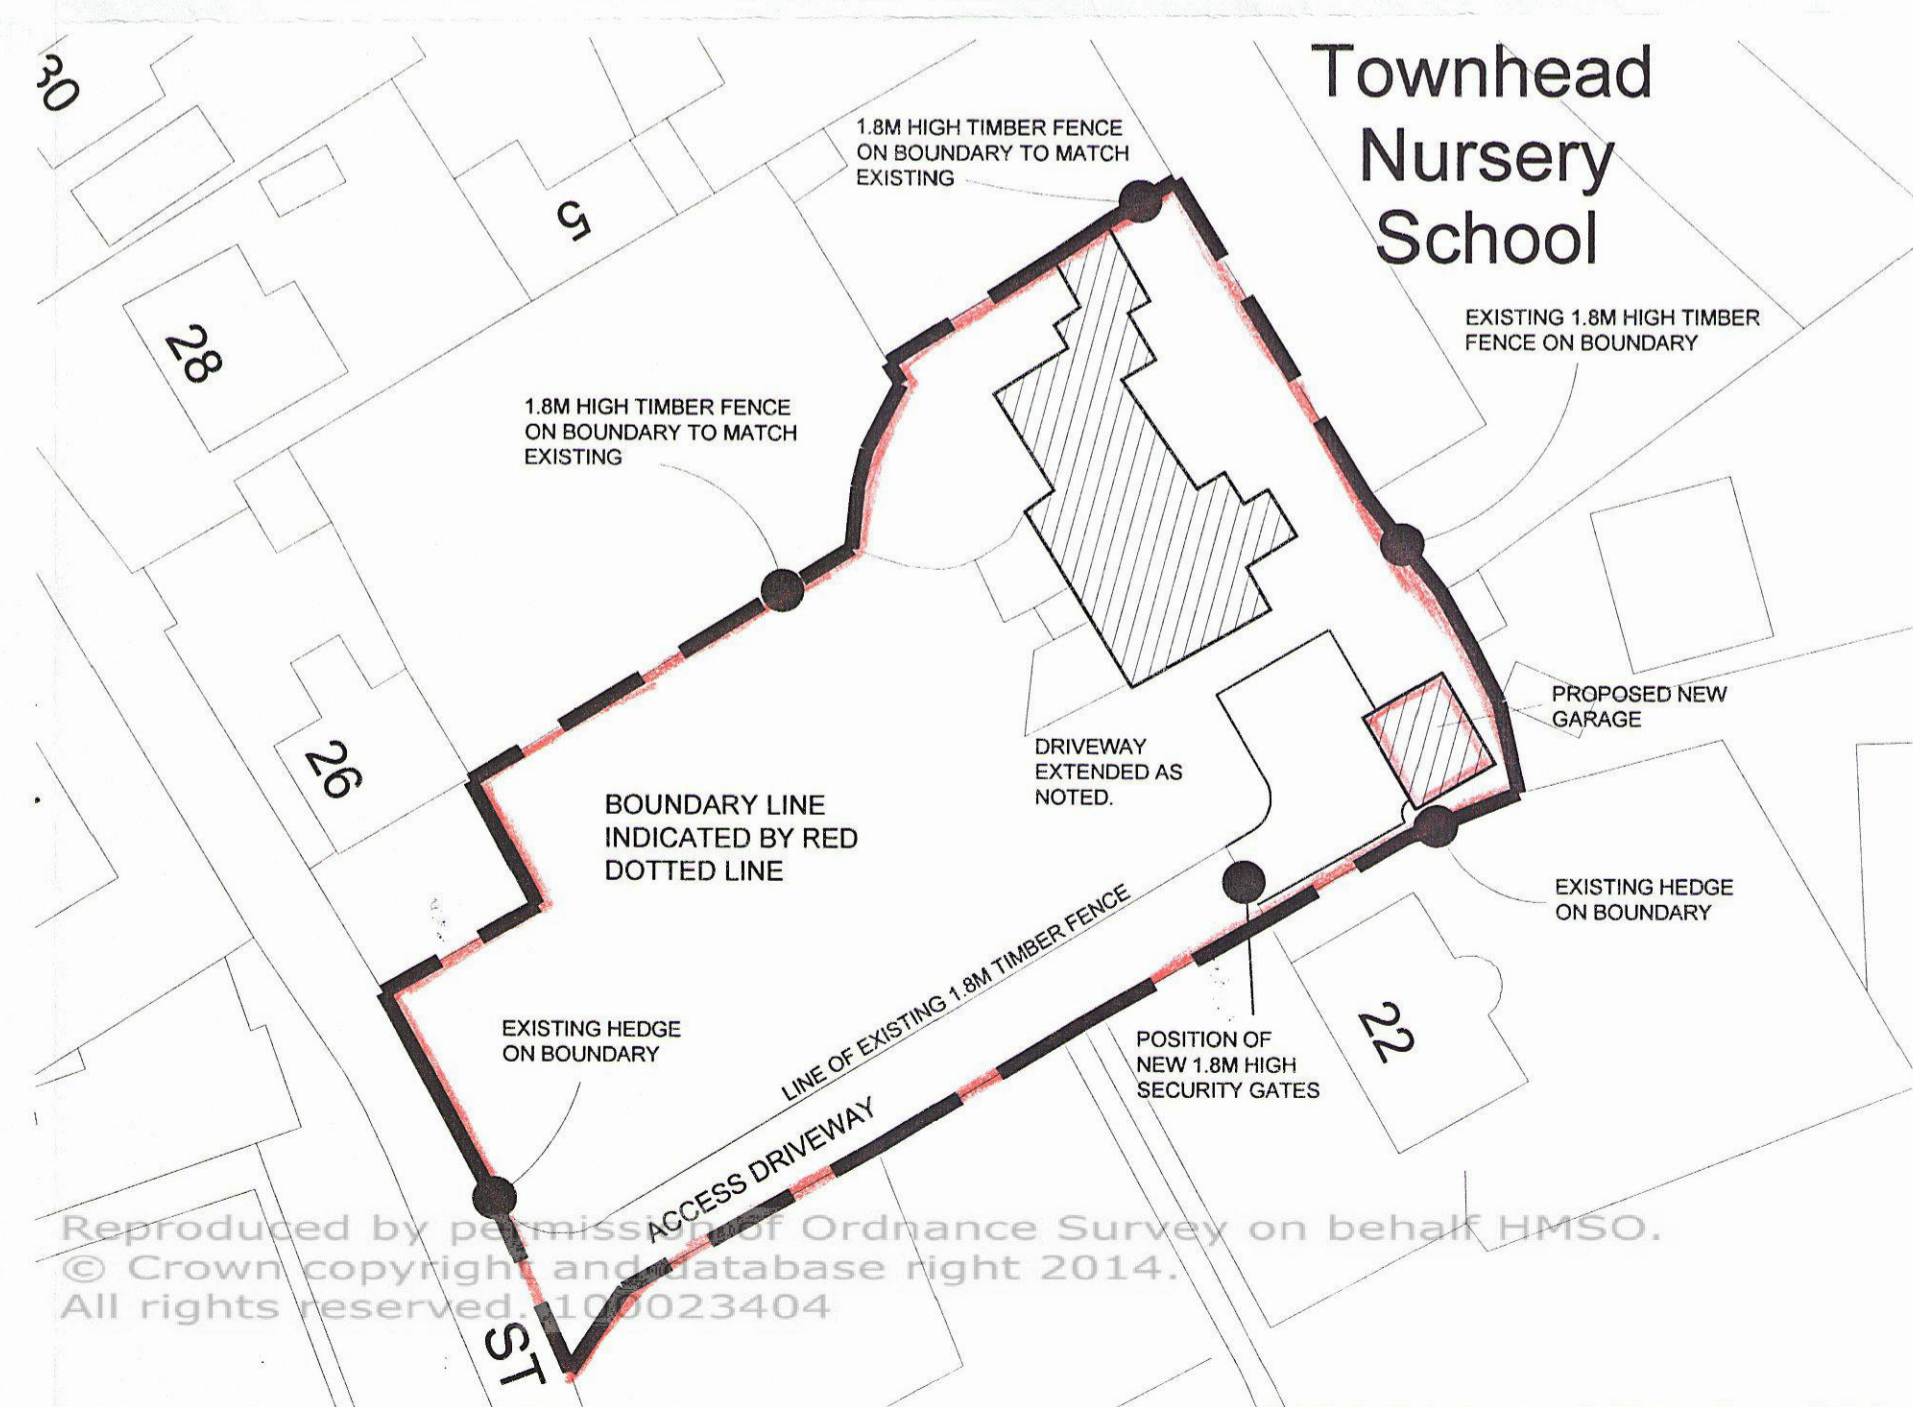 30
Townhead
Nursery
School
1.8M HIGH TIMBER FENCE
ON BOUNDARY TO MATCH
EXISTING
5
EXISTING 1.8M HIGH TIMBER
FENCE ON BOUNDARY
28
1.8M HIGH TIMBER FENCE
ON BOUNDARY TO MATCH
EXISTING
PROPOSED NEW
GARAGE
26
DRIVEWAY
EXTENDED AS
NOTED.
BOUNDARY LINE
INDICATED BY RED
DOTTED LINE
EXISTING HEDGE
ON BOUNDARY
LINE OF EXISTING 1.8M TIMBER FENCE
EXISTING HEDGE
ON BOUNDARY
22
POSITION OF
NEW 1.8M HIGH
SECURITY GATES
ACCESS DRIVEWAY
Reproduced by permission of Ordnance Survey on behalf HMSO.
© Crown copyright and database right 2014.
All rights reserved. 100023404
ST